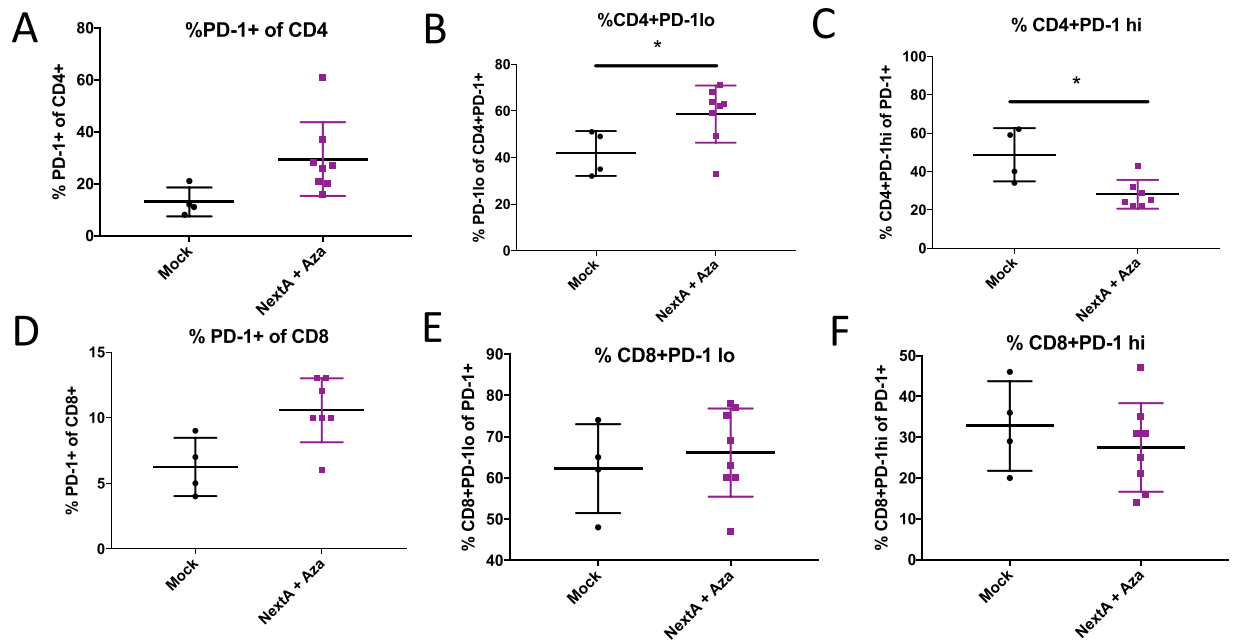 A
%PD-1+ of CD4
% PD-1+ of CD4+
80
60
40
20
0
Mock
NextA + Aza
B
%CD4+PD-1lo
*
% PD-1lo of CD4+PD-1+
80
60
40
20
0
Mock
NextA + Aza
C
% CD4+PD-1 hi
*
% CD4+PD-1hi of PD-1+
100
80
60
40
20
0
Mock
NextA + Aza
D
% PD-1+ of CD8
% PD-1+ of CD8+
15
10
5
0
Mock
NextA + Aza
E
% CD8+PD-1 lo
% CD8+PD-1lo of PD-1+
90
80
70
60
50
40
Mock
NextA + Aza
F
% CD8+PD-1 hi
% CD8+PD-1hi of PD-1+
50
40
30
20
10
0
Mock
NextA + Aza